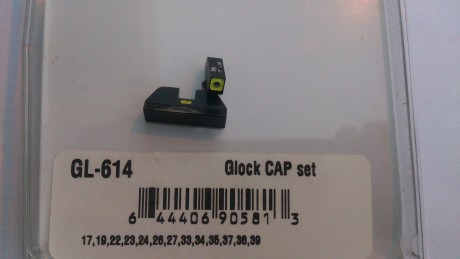 GL-614 Glock CAP set
6 44406 90581 3
17,19,22,23,24,26,27,33,34,35,37,38,39